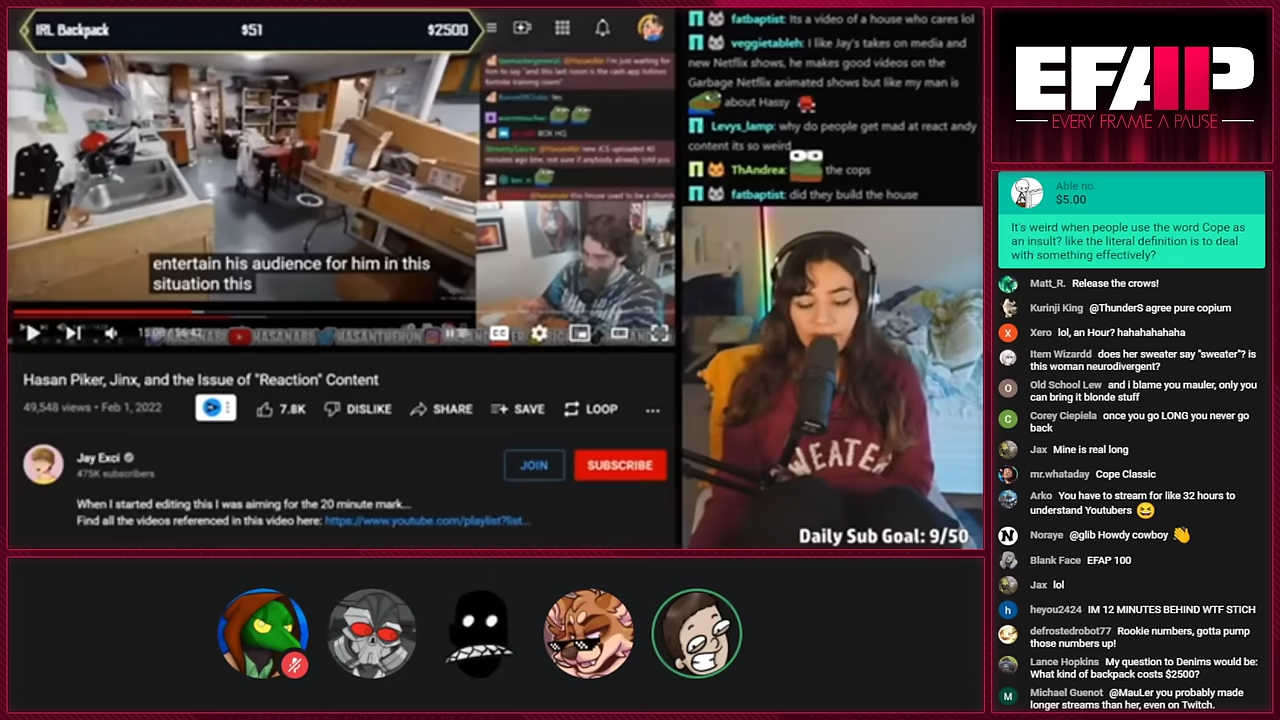 IRL Backpack $51 $2500
entertain his audience for him in this
situation this
fatbaptist: Its a video of a house who cares lol
veggietableh: I like Jay's takes on media and
new Netflix shows, he makes good videos on the
Garbage Netflix animated shows but like my man is
about Hassy
Levys_lamp: why do people get mad at react andy
content its so weird
ThAndrea: the cops
fatbaptist: did they build the house
WEATER
Daily Sub Goal: 9/50
Hasan Piker, Jinx, and the Issue of "Reaction" Content
49,548 views • Feb 1, 2022
7.8K DISLIKE SHARE SAVE LOOP
Jay Exci
475K subscribers
JOIN SUBSCRIBE
When I started editing this I was aiming for the 20 minute mark...
Find all the videos referenced in this video here: https://www.youtube.com/playlist?list...
EFAP
EVERY FRAME A PAUSE
Able no.
$5.00
It's weird when people use the word Cope as
an insult? like the literal definition is to deal
with something effectively?
Matt_R. Release the crows!
Kurinji King @ThunderS agree pure copium
Xero lol, an Hour? hahahahahaha
Item Wizardd does her sweater say "sweater"? is
this woman neurodivergent?
Old School Lew and i blame you mauler, only you
can bring it blonde stuff
Corey Ciepiela once you go LONG you never go
back
Jax Mine is real long
mr.whataday Cope Classic
Arko You have to stream for like 32 hours to
understand Youtubers
Noraye @glib Howdy cowboy
Blank Face EFAP 100
Jax lol
heyou2424 IM 12 MINUTES BEHIND WTF STICH
defrostedrobot77 Rookie numbers, gotta pump
those numbers up!
Lance Hopkins My question to Denims would be:
What kind of backpack costs $2500?
Michael Guenot @MauLer you probably made
longer streams than her, even on Twitch.